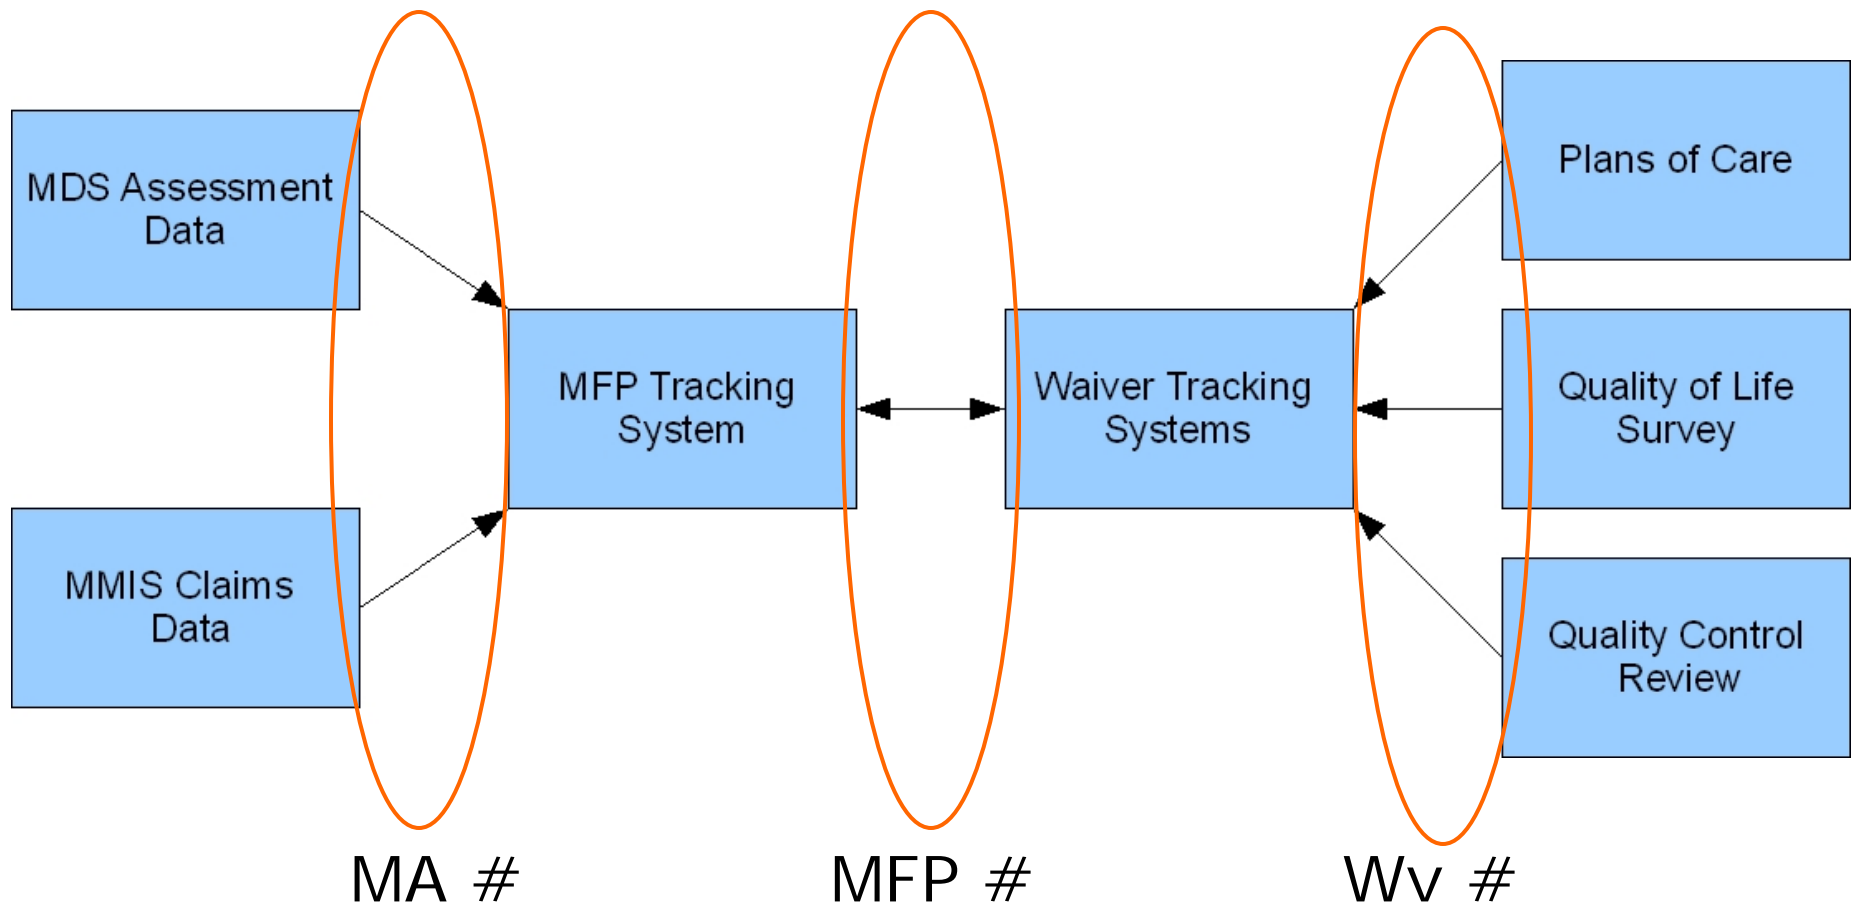 MDS Assessment
Data
MMIS Claims
Data
MFP Tracking
System
Waiver Tracking
Systems
Plans of Care
Quality of Life
Survey
Quality Control
Review
MA #
MFP #
Wv #